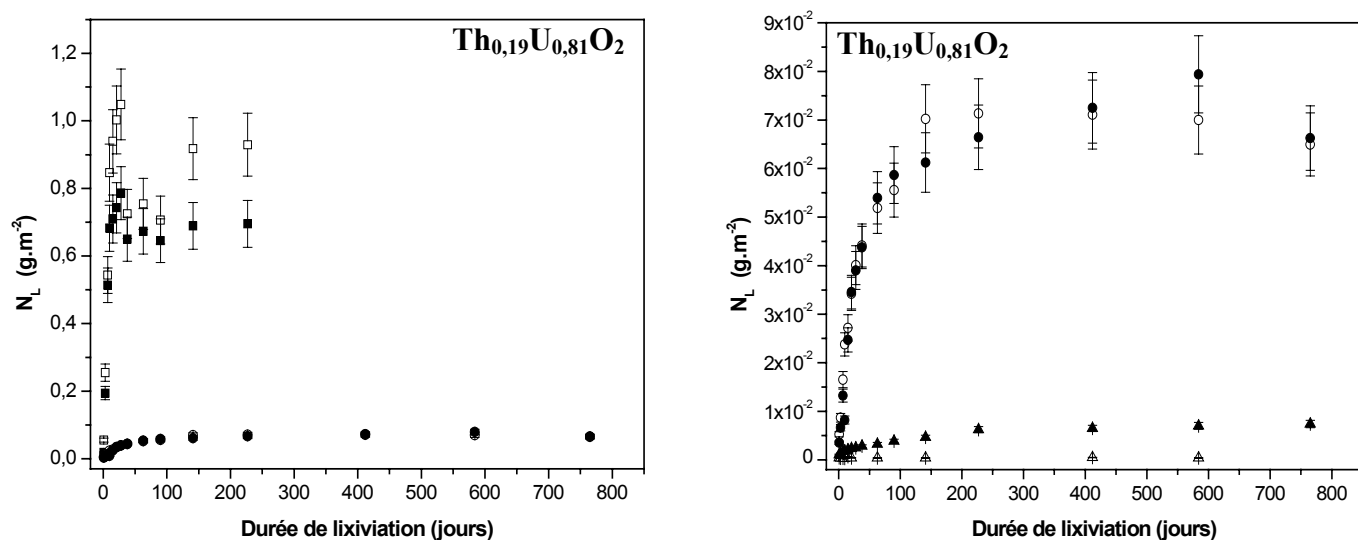 Th0,19U0,81O2
1,2
1,0
0,8
0,6
0,4
0,2
0,0
NL (g.m-2)
0 100 200 300 400 500 600 700 800
Durée de lixiviation (jours)
Th0,19U0,81O2
9x10-2
8x10-2
7x10-2
6x10-2
5x10-2
4x10-2
3x10-2
2x10-2
1x10-2
0
NL (g.m-2)
0 100 200 300 400 500 600 700 800
Durée de lixiviation (jours)